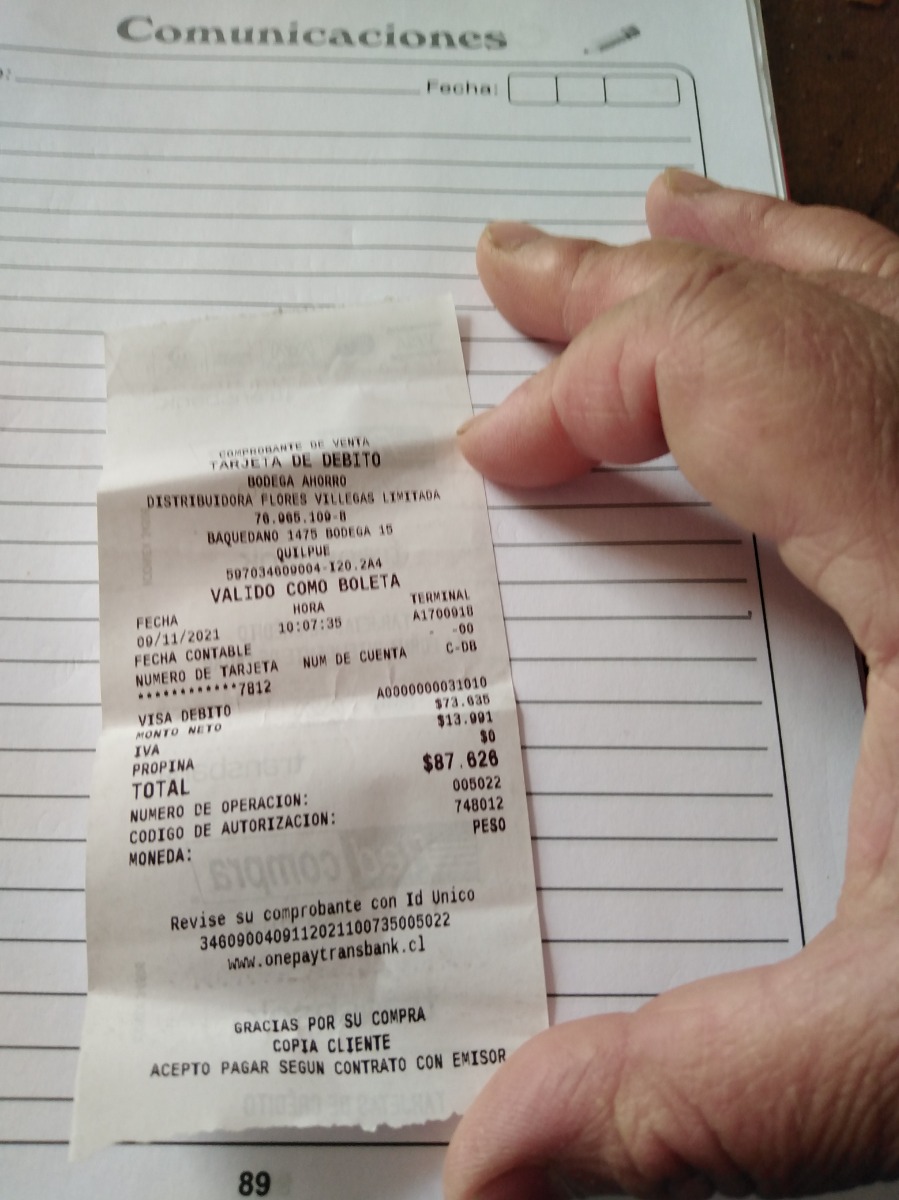 Comunicaciones
Fecha:
COMPROBANTE DE VENTA
TARJETA DE DEBITO
BODEGA AHORRO
DISTRIBUIDORA FLORES VILLEGAS LIMITADA
76.965.109-8
BAQUEDANO 1475 BODEGA 15
QUILPUE
597034609004-I20.2A4
VALIDO COMO BOLETA
FECHA HORA TERMINAL
09/11/2021 10:07:35 A1700918
FECHA CONTABLE -00
NUMERO DE TARJETA NUM DE CUENTA C-DB
************7812
VISA DEBITO A0000000031010
MONTO NETO $73.635
IVA $13.991
PROPINA $0
TOTAL $87.626
NUMERO DE OPERACION: 005022
CODIGO DE AUTORIZACION: 748012
MONEDA: PESO
Revise su comprobante con Id Unico
3460900409112021100735005022
www.onepaytransbank.cl
GRACIAS POR SU COMPRA
COPIA CLIENTE
ACEPTO PAGAR SEGUN CONTRATO CON EMISOR
89